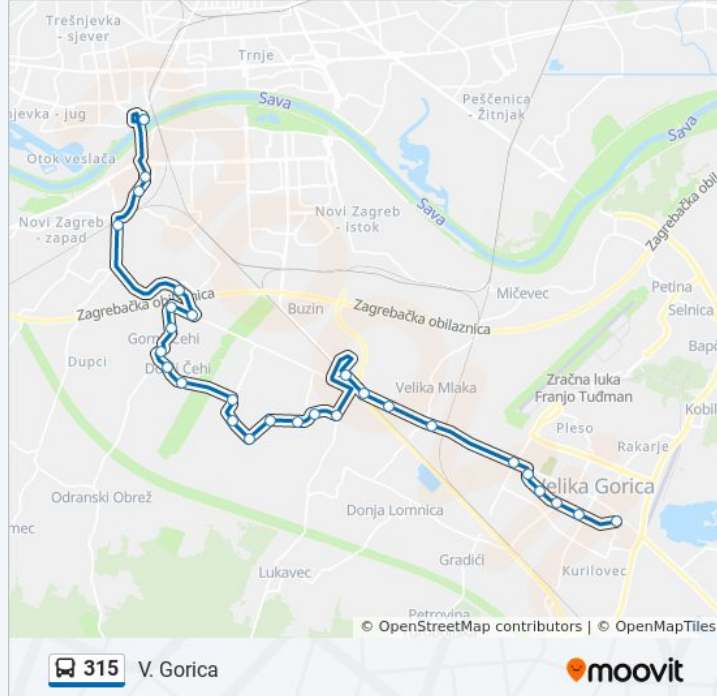 Trešnjevka
- sjever
Trnje
njevka - jug
Sava
Peščenica
- Žitnjak
Sava
Otok veslača
Novi Zagreb
- zapad
Novi Zagreb
- istok
Sava
Zagrebačka obil
Petina
Mičevec
Selnica
Zagrebačka obilaznica
Buzin
Zagrebačka obilaznica
Gornji Čehi
Bapč
Dupci
Donji Čehi
Velika Mlaka
Zračna luka
Franjo Tuđman
Kobil
Pleso
Rakarje
Velika Gorica
Odranski Obrež
mec
Donja Lomnica
Gradići
Lukavec
Kurilovec
Petrovina
© OpenStreetMap contributors | © OpenMapTiles
315 V. Gorica
moovit